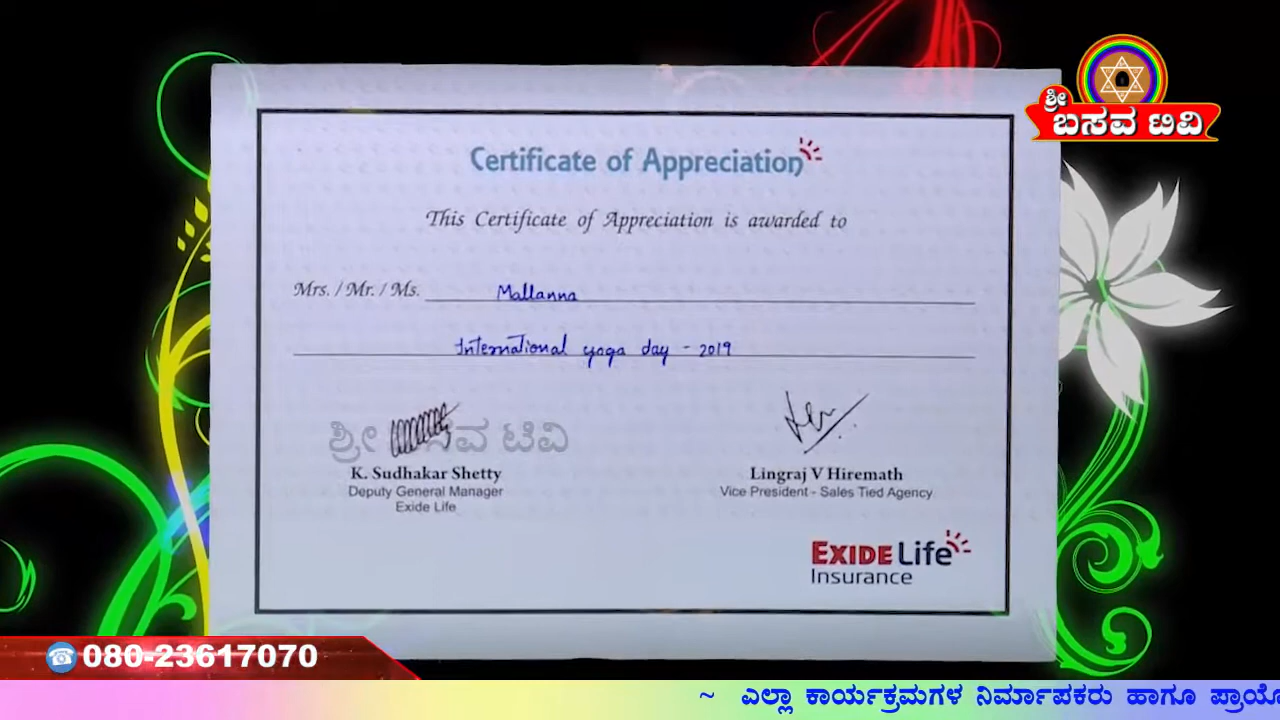 ಶ್ರೀ
ಬಸವ ಟಿವಿ
Certificate of Appreciation
This Certificate of Appreciation is awarded to
Mrs. / Mr. / Ms. Mallanna
International yoga day - 2019
ಶ್ರೀ ಬಸವ ಟಿವಿ
K. Sudhakar Shetty
Deputy General Manager
Exide Life
Lingraj V Hiremath
Vice President - Sales Tied Agency
EXIDE Life
Insurance
080-23617070
~ ಎಲ್ಲಾ ಕಾರ್ಯಕ್ರಮಗಳ ನಿರ್ಮಾಪಕರು ಹಾಗೂ